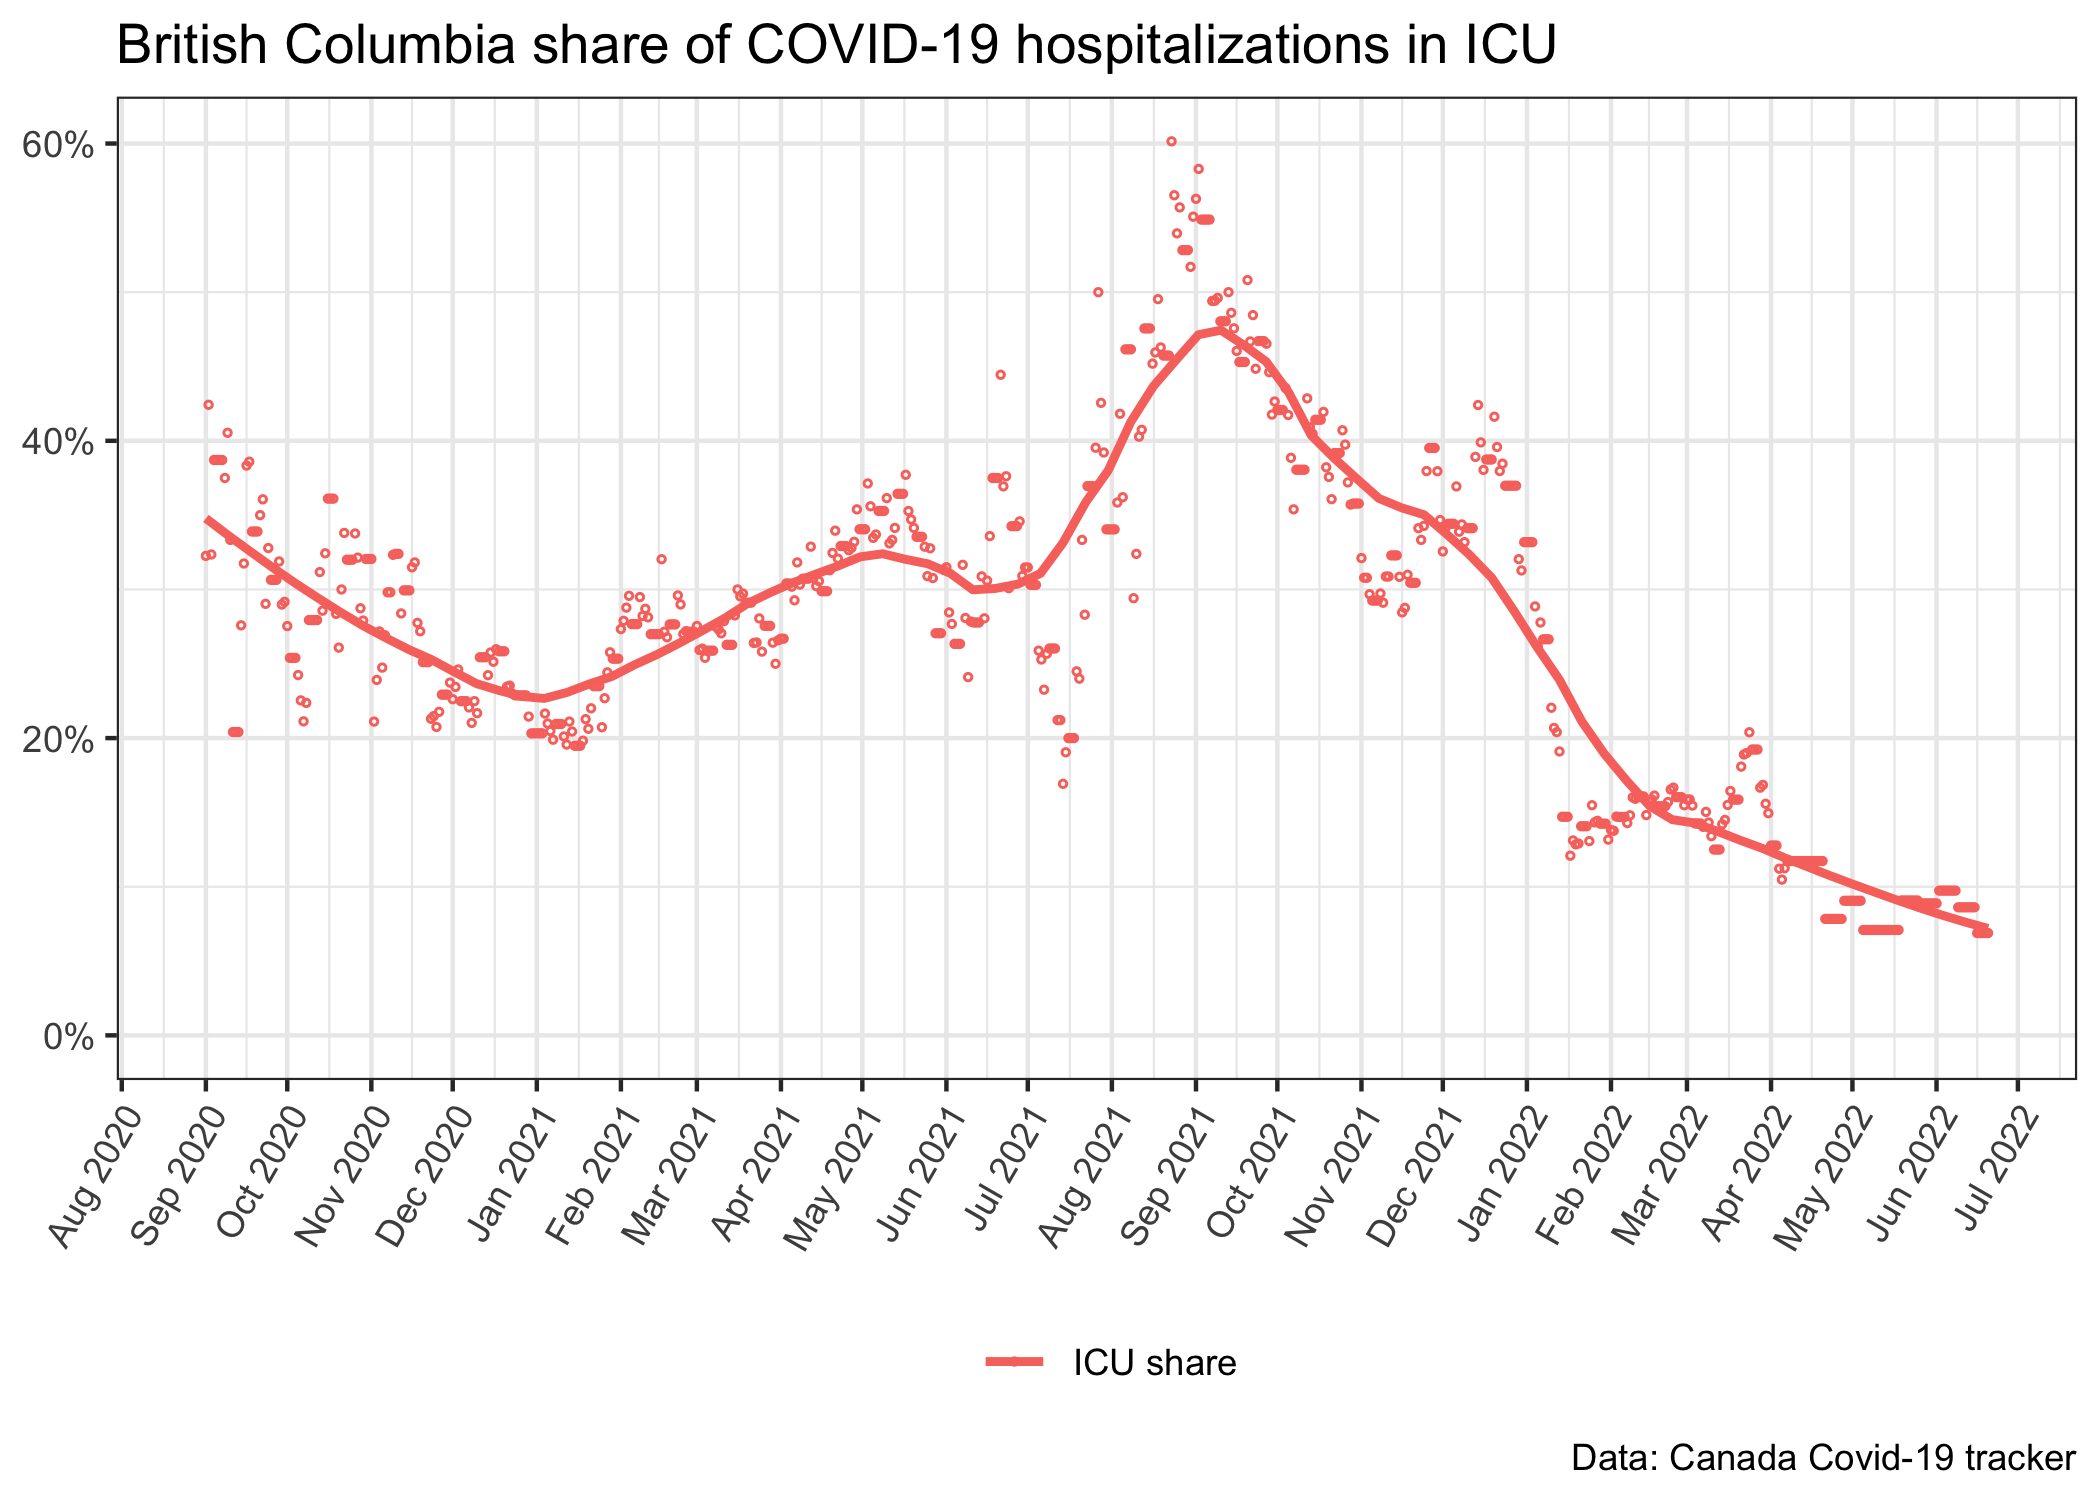 British Columbia share of COVID-19 hospitalizations in ICU
60%
40%
20%
0%
Aug 2020
Sep 2020
Oct 2020
Nov 2020
Dec 2020
Jan 2021
Feb 2021
Mar 2021
Apr 2021
May 2021
Jun 2021
Jul 2021
Aug 2021
Sep 2021
Oct 2021
Nov 2021
Dec 2021
Jan 2022
Feb 2022
Mar 2022
Apr 2022
May 2022
Jun 2022
Jul 2022
ICU share
Data: Canada Covid-19 tracker